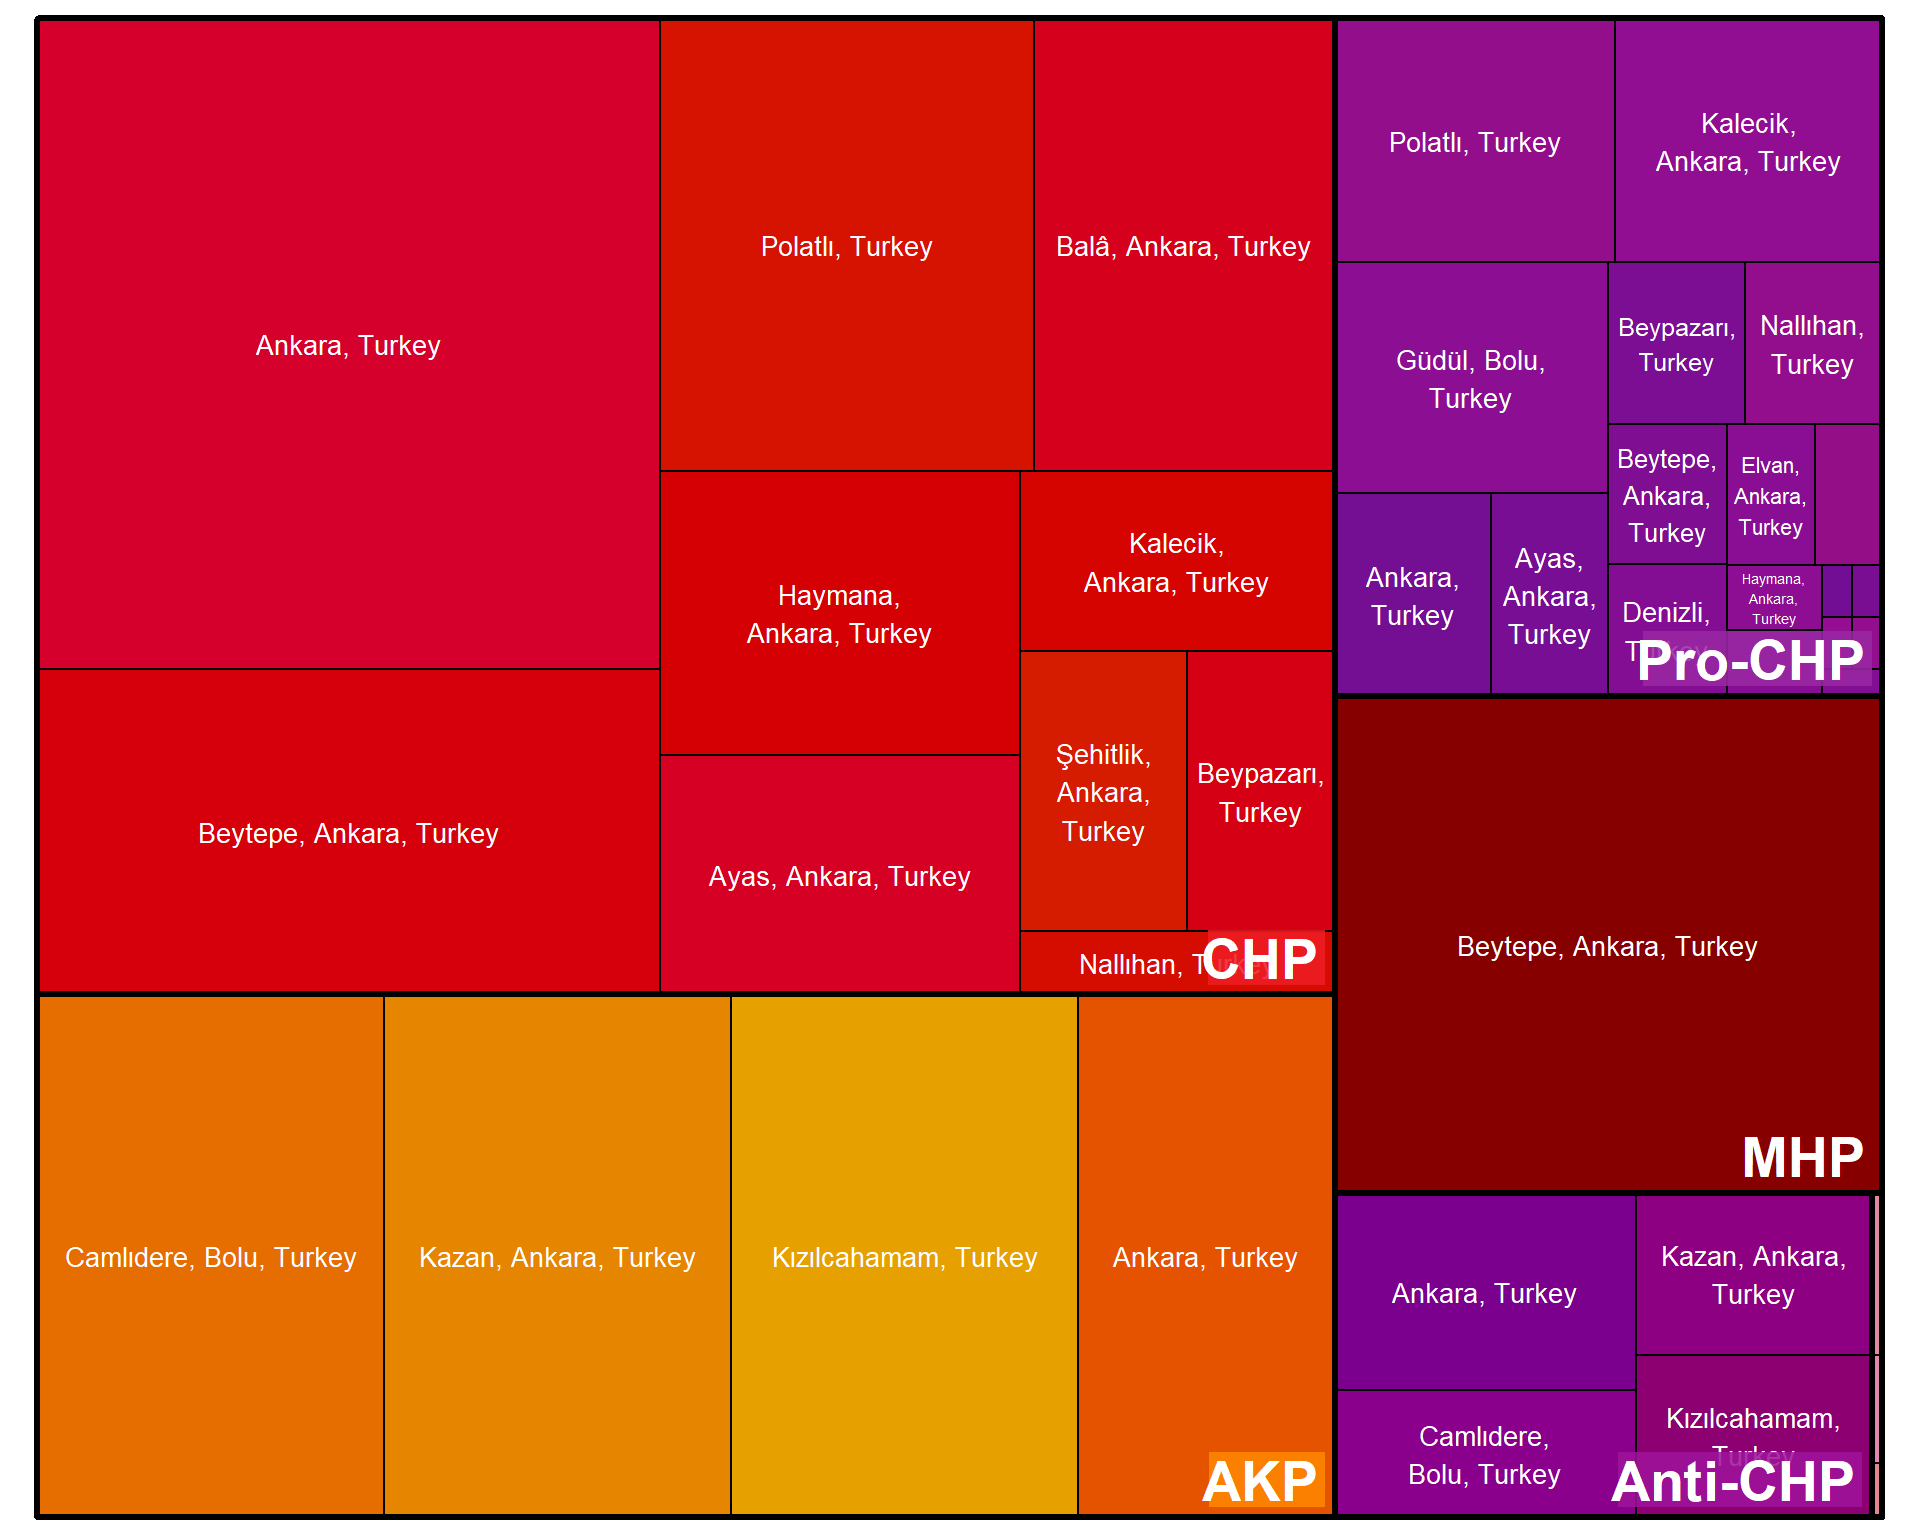 Ankara, Turkey
Beytepe, Ankara, Turkey
Polatlı, Turkey
Balâ, Ankara, Turkey
Haymana,
Ankara, Turkey
Ayas, Ankara, Turkey
Kalecik,
Ankara, Turkey
Şehitlik,
Ankara,
Turkey
Beypazarı,
Turkey
Nallıhan, Turkey
CHP
Camlıdere, Bolu, Turkey
Kazan, Ankara, Turkey
Kızılcahamam, Turkey
Ankara, Turkey
AKP
Polatlı, Turkey
Kalecik,
Ankara, Turkey
Güdül, Bolu,
Turkey
Beypazarı,
Turkey
Nallıhan,
Turkey
Ankara,
Turkey
Ayas,
Ankara,
Turkey
Beytepe,
Ankara,
Turkey
Elvan,
Ankara,
Turkey
Denizli,
Turkey
Haymana,
Ankara,
Turkey
Pro-CHP
Beytepe, Ankara, Turkey
MHP
Ankara, Turkey
Camlıdere,
Bolu, Turkey
Kazan, Ankara,
Turkey
Kızılcahamam,
Turkey
Anti-CHP